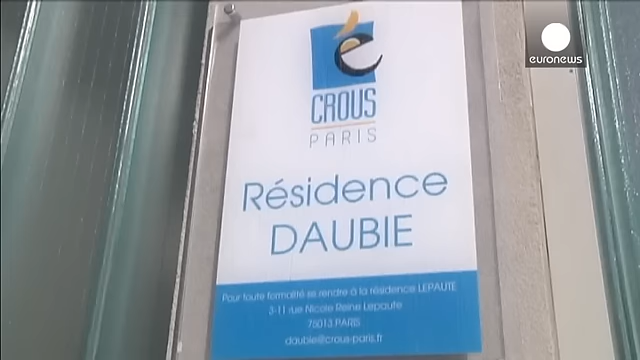 é
euronews
CROUS
PARIS
Résidence
DAUBIE
Pour toute formalité se rendre à la résidence LEPAUTE
3-11 rue Nicole Reine Lepaute
75013 PARIS
daubie@crous-paris.fr